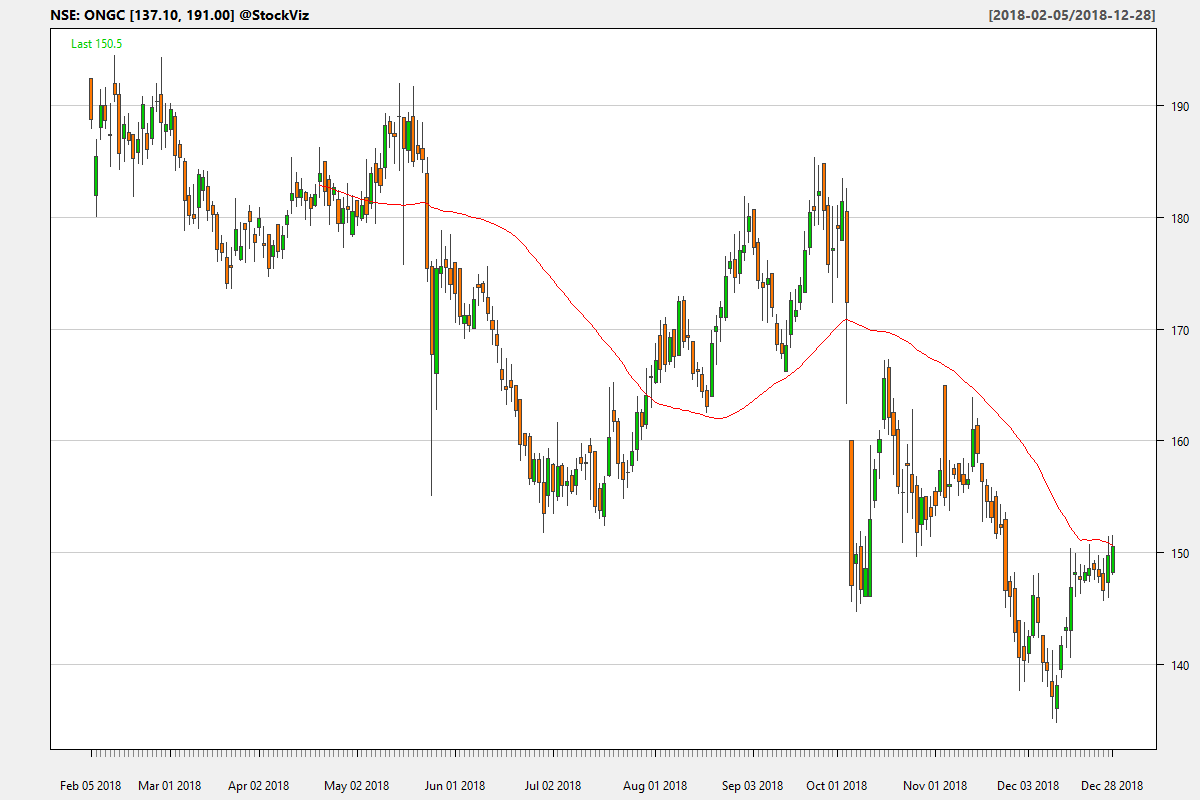 NSE: ONGC [137.10, 191.00] @StockViz [2018-02-05/2018-12-28]
Last 150.5
190
180
170
160
150
140
Feb 05 2018 Mar 01 2018 Apr 02 2018 May 02 2018 Jun 01 2018 Jul 02 2018 Aug 01 2018 Sep 03 2018 Oct 01 2018 Nov 01 2018 Dec 03 2018 Dec 28 2018